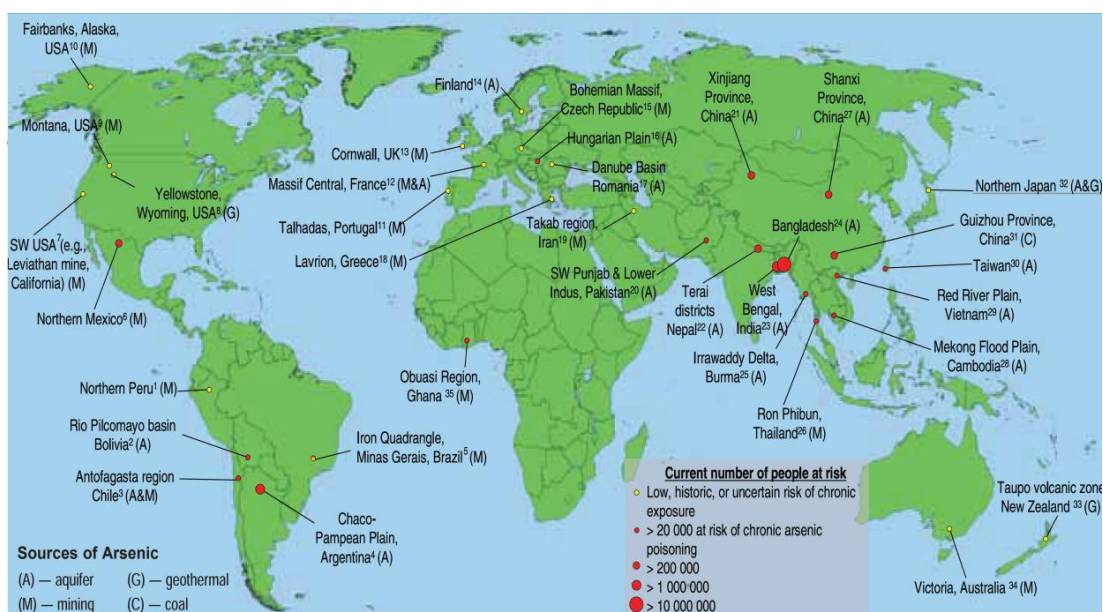 Fairbanks, Alaska,
USA¹⁰ (M)
Montana, USA⁹ (M)
Yellowstone,
Wyoming, USA⁸ (G)
SW USA⁷(e.g.,
Leviathan mine,
California) (M)
Northern Mexico⁶ (M)
Northern Peru¹ (M)
Rio Pilcomayo basin
Bolivia² (A)
Antofagasta region
Chile³ (A&M)
Chaco-
Pampean Plain,
Argentina⁴ (A)
Iron Quadrangle,
Minas Gerais, Brazil⁵ (M)
Finland¹⁴ (A)
Bohemian Massif,
Czech Republic¹⁵ (M)
Hungarian Plain¹⁶ (A)
Cornwall, UK¹³ (M)
Massif Central, France¹² (M&A)
Danube Basin
Romania¹⁷ (A)
Talhadas, Portugal¹¹ (M)
Lavrion, Greece¹⁸ (M)
Takab region,
Iran¹⁹ (M)
SW Punjab & Lower
Indus, Pakistan²⁰ (A)
Obuasi Region,
Ghana ³⁵ (M)
Xinjiang
Province,
China²¹ (A)
Shanxi
Province,
China²⁷ (A)
Northern Japan ³² (A&G)
Bangladesh²⁴ (A)
Guizhou Province,
China³¹ (C)
Taiwan³⁰ (A)
Terai
districts
Nepal²² (A)
West
Bengal,
India²³ (A)
Red River Plain,
Vietnam²⁹ (A)
Irrawaddy Delta,
Burma²⁵ (A)
Mekong Flood Plain,
Cambodia²⁸ (A)
Ron Phibun,
Thailand²⁶ (M)
Taupo volcanic zone
New Zealand ³³ (G)
Victoria, Australia ³⁴ (M)
Sources of Arsenic
(A) — aquifer (G) — geothermal
(M) — mining (C) — coal
Current number of people at risk
Low, historic, or uncertain risk of chronic
exposure
> 20 000 at risk of chronic arsenic
poisoning
> 200 000
> 1 000 000
> 10 000 000